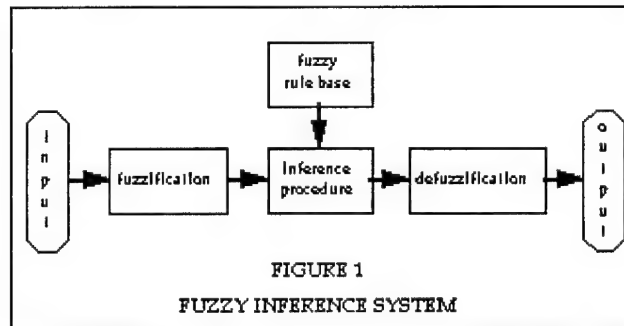 fuzzy
rule base
input
fuzzification
inference
procedure
defuzzification
output
FIGURE 1
FUZZY INFERENCE SYSTEM